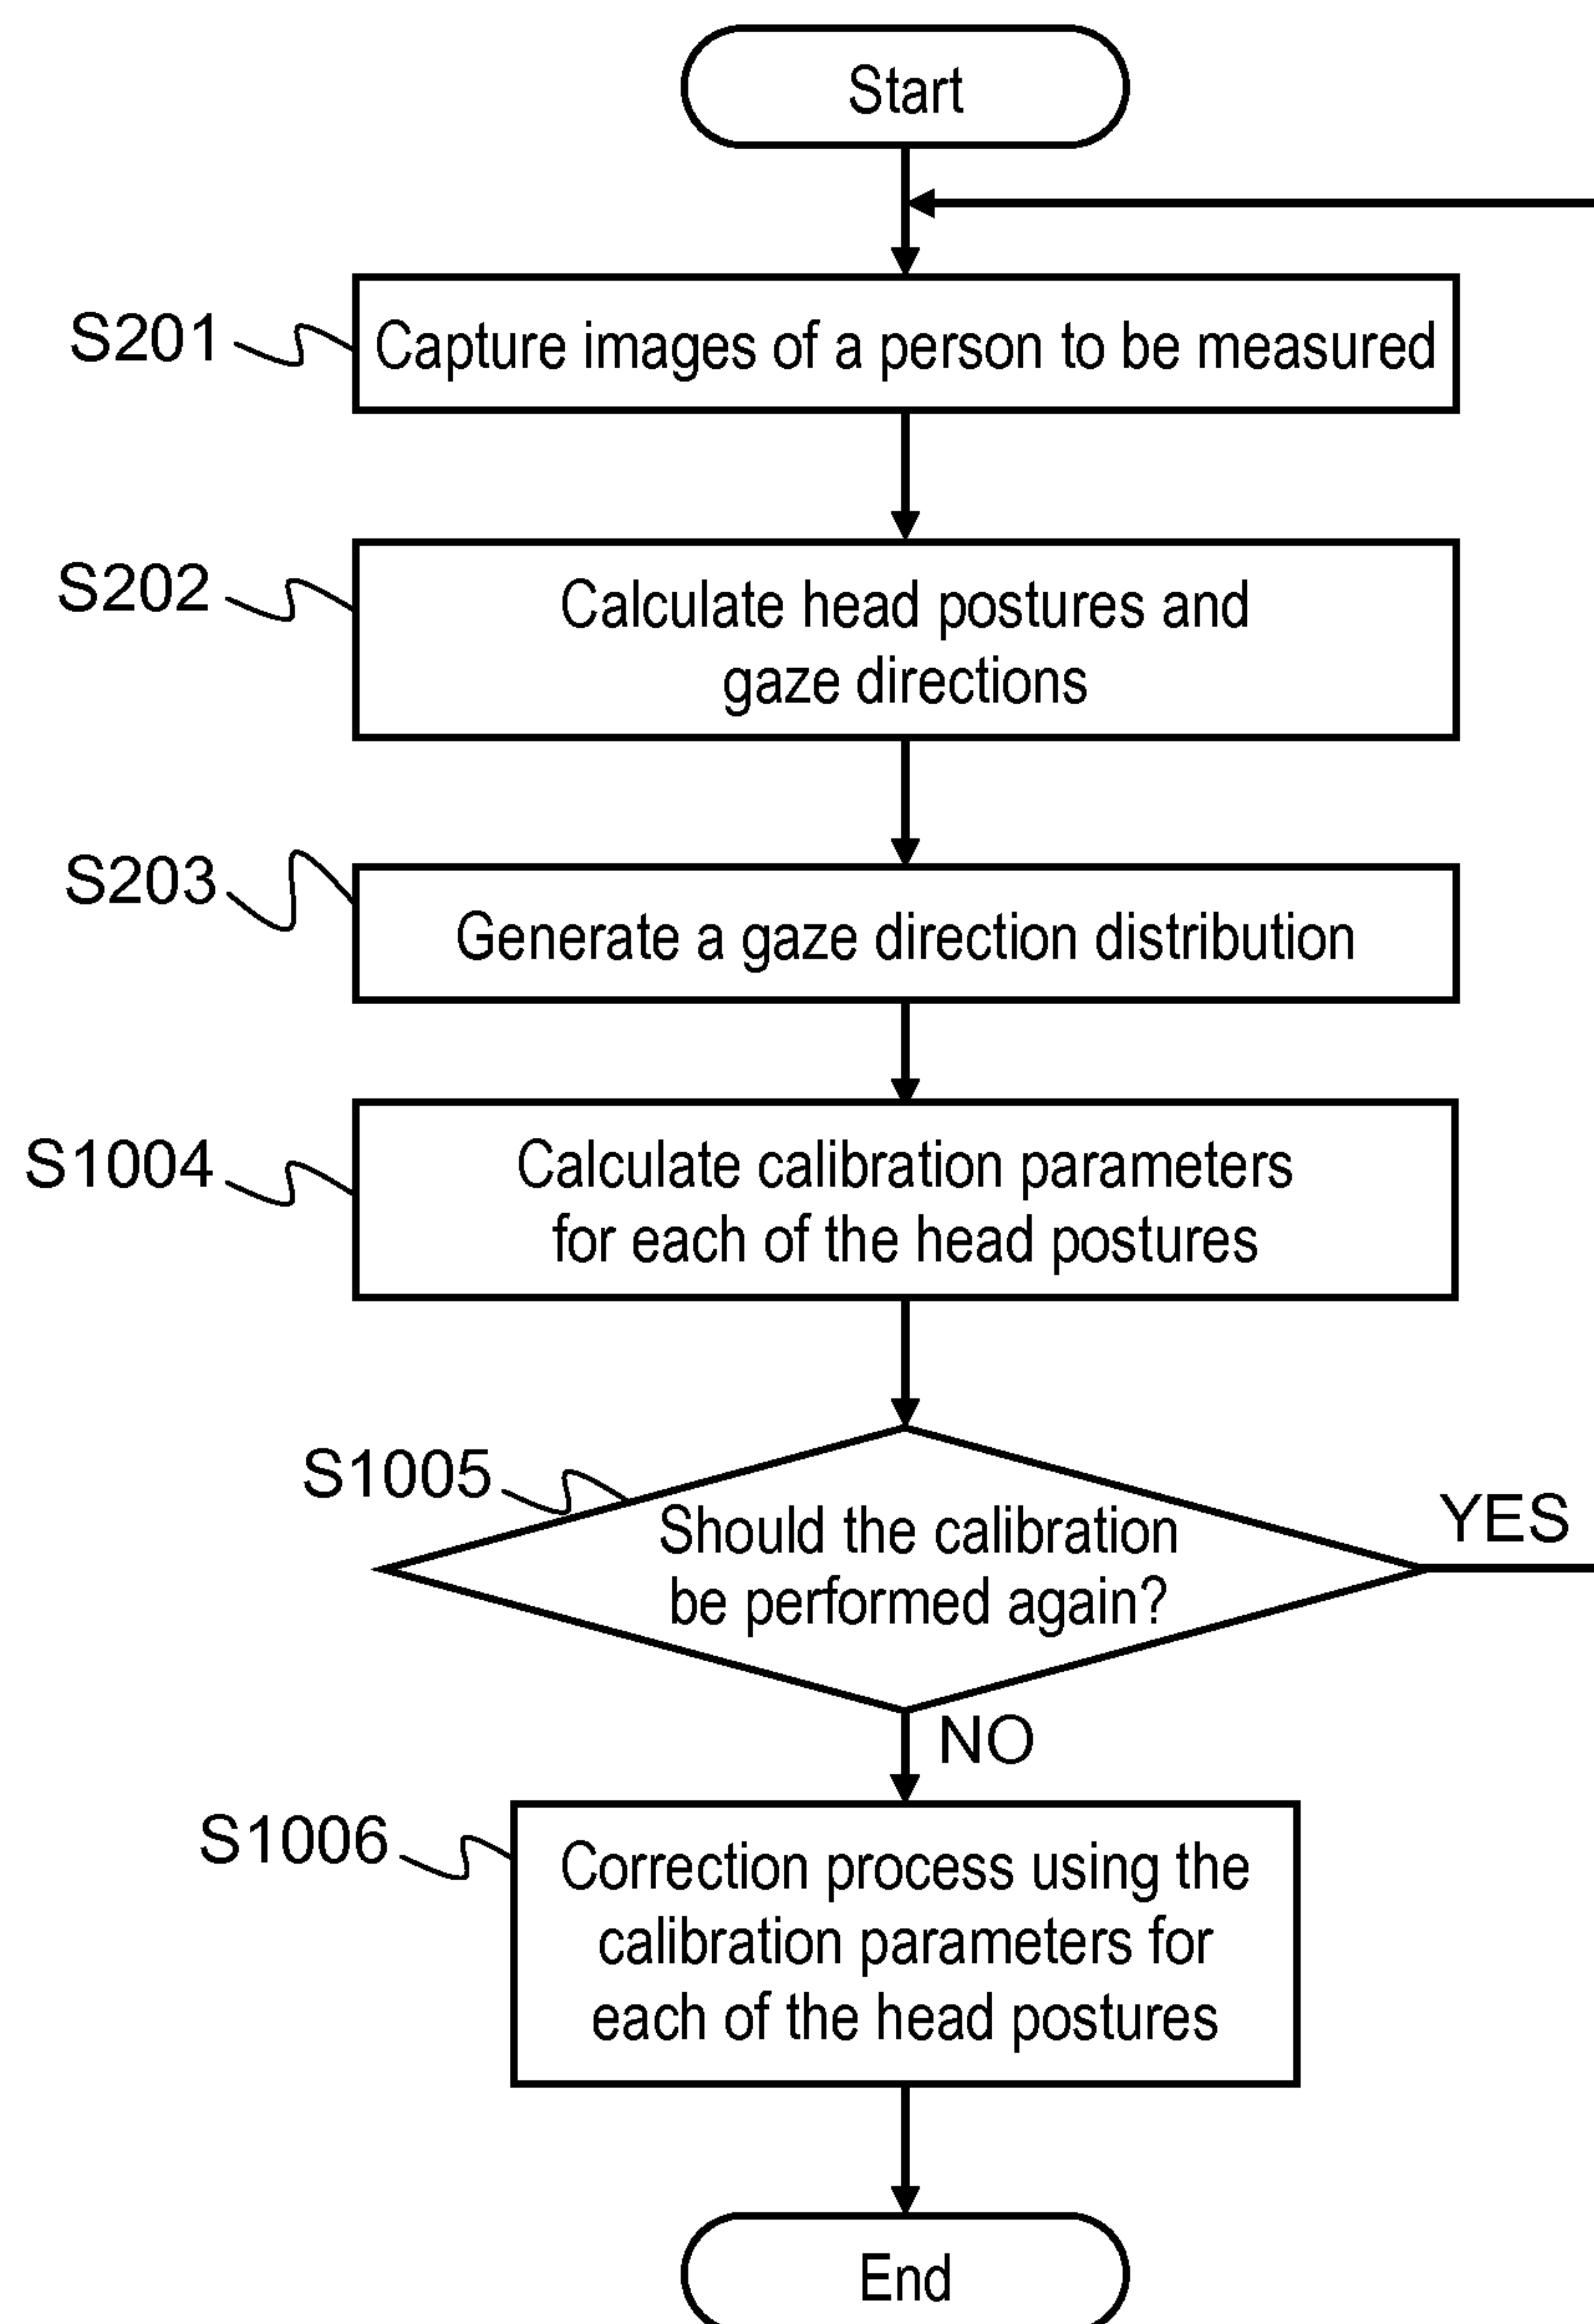 Start
S201
Capture images of a person to be measured
S202
Calculate head postures and
gaze directions
S203
Generate a gaze direction distribution
S1004
Calculate calibration parameters
for each of the head postures
S1005
Should the calibration
be performed again?
YES
NO
S1006
Correction process using the
calibration parameters for
each of the head postures
End